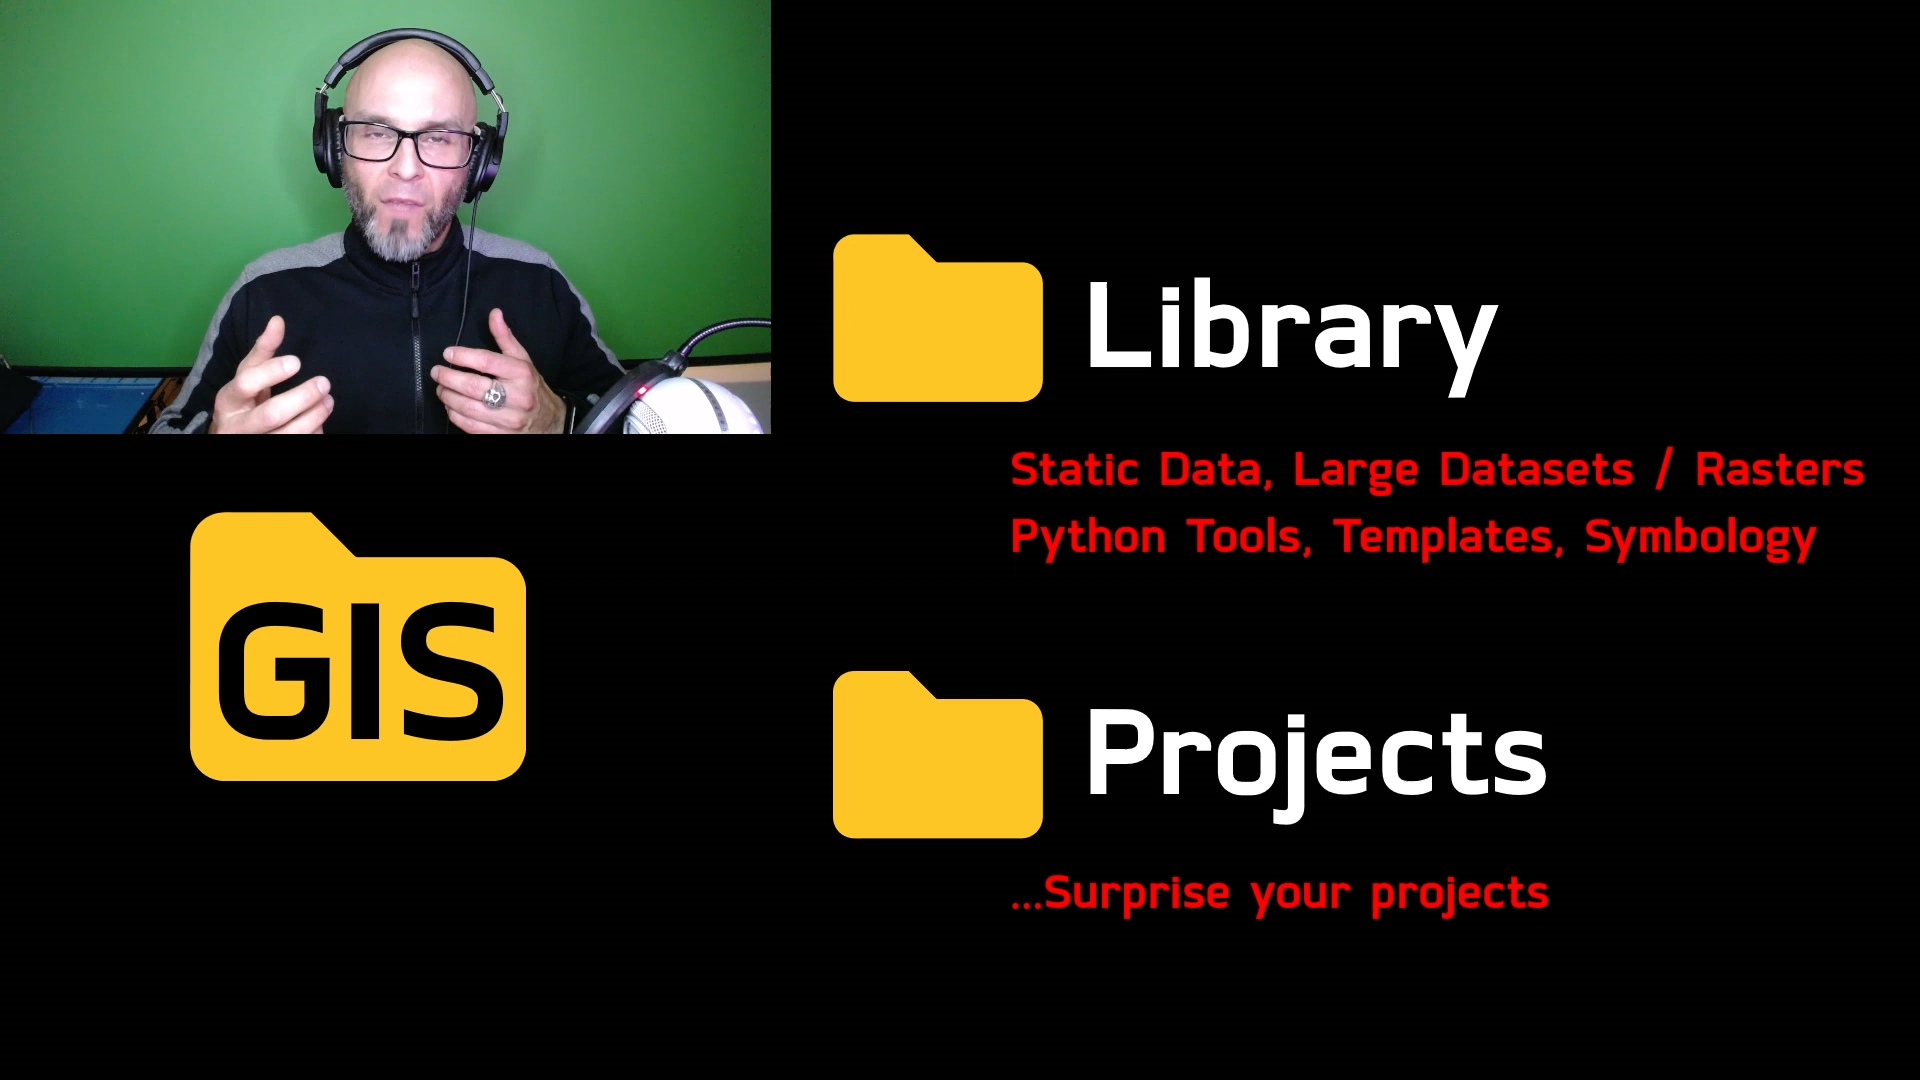 GIS
Library
Static Data, Large Datasets / Rasters
Python Tools, Templates, Symbology
Projects
...Surprise your projects